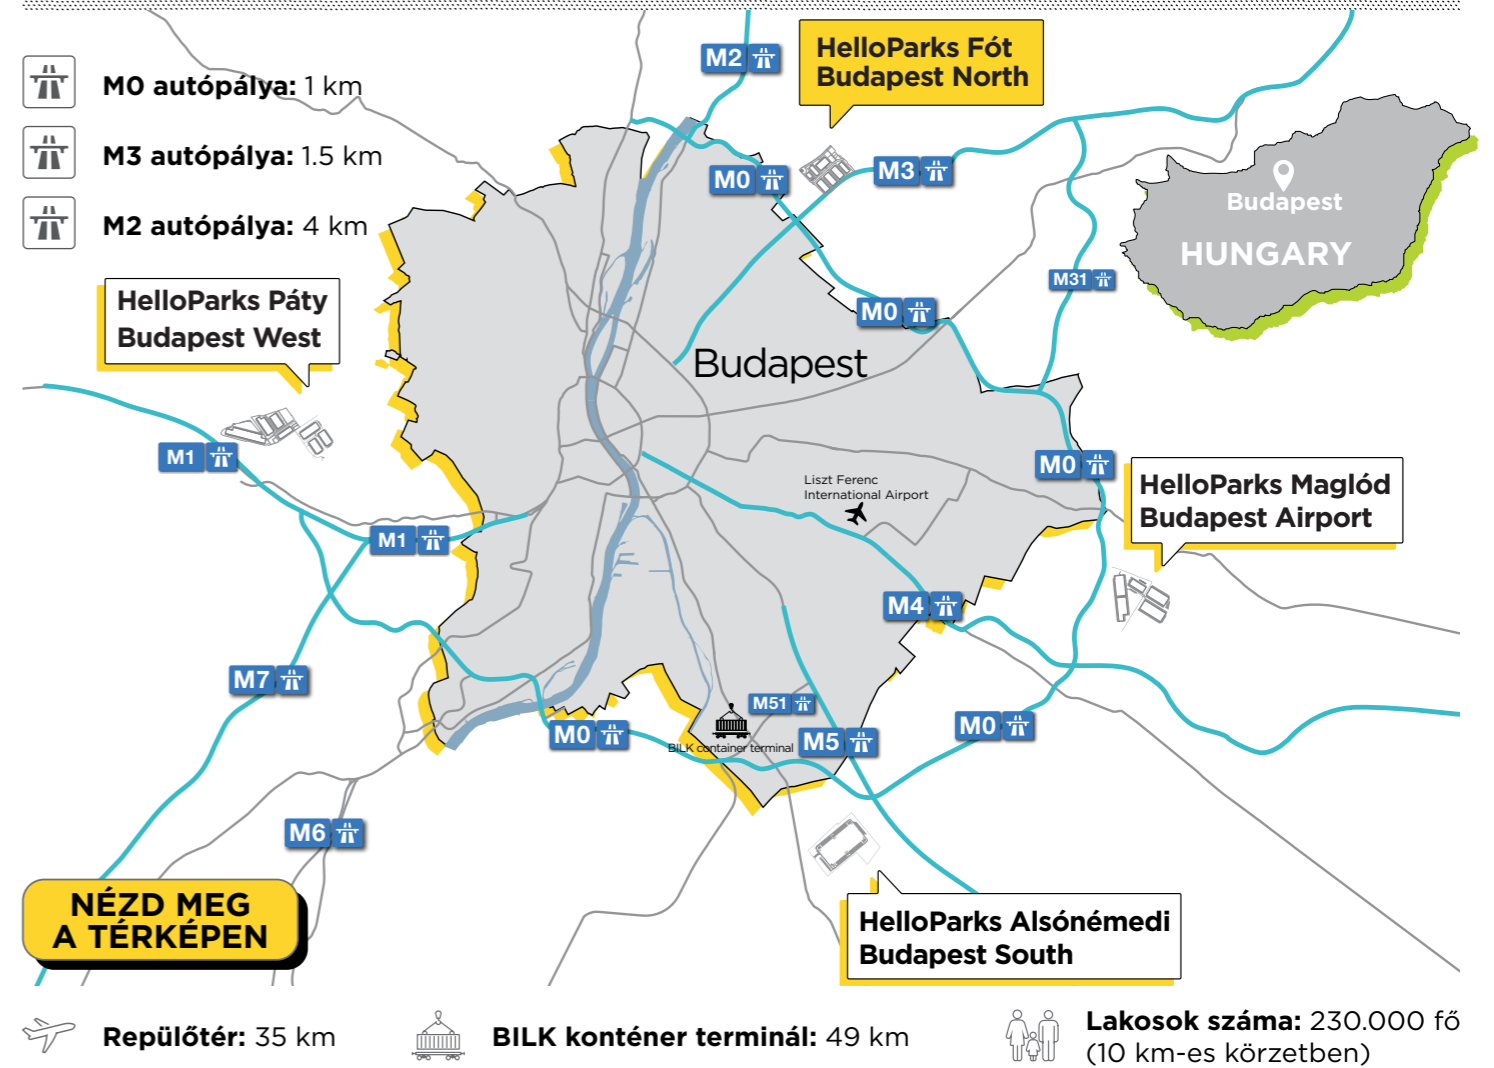 M0 autópálya: 1 km
M3 autópálya: 1.5 km
M2 autópálya: 4 km
M2
HelloParks Fót
Budapest North
M0
M3
Budapest
HUNGARY
M31
HelloParks Páty
Budapest West
M0
Budapest
M1
M0
Liszt Ferenc
International Airport
HelloParks Maglód
Budapest Airport
M1
M4
M7
M51
M0
BILK container terminal
M5
M0
M6
NÉZD MEG
A TÉRKÉPEN
HelloParks Alsónémedi
Budapest South
Repülőtér: 35 km
BILK konténer terminál: 49 km
Lakosok száma: 230.000 fő
(10 km-es körzetben)